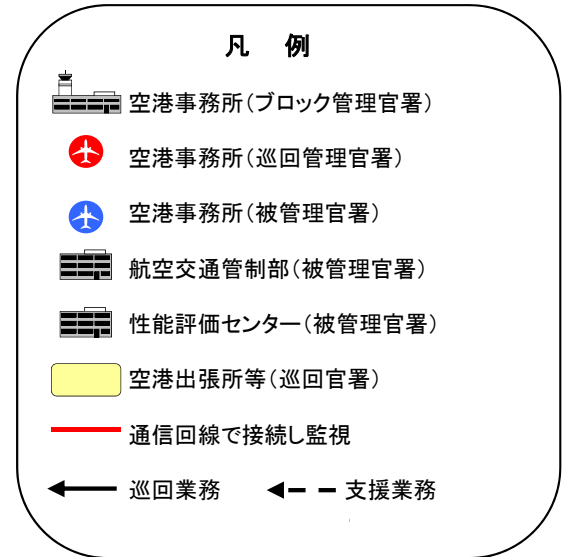 凡　例
空港事務所(ブロック管理官署)
空港事務所(巡回管理官署)
空港事務所(被管理官署)
航空交通管制部(被管理官署)
性能評価センター(被管理官署)
空港出張所等(巡回官署)
通信回線で接続し監視
巡回業務　支援業務